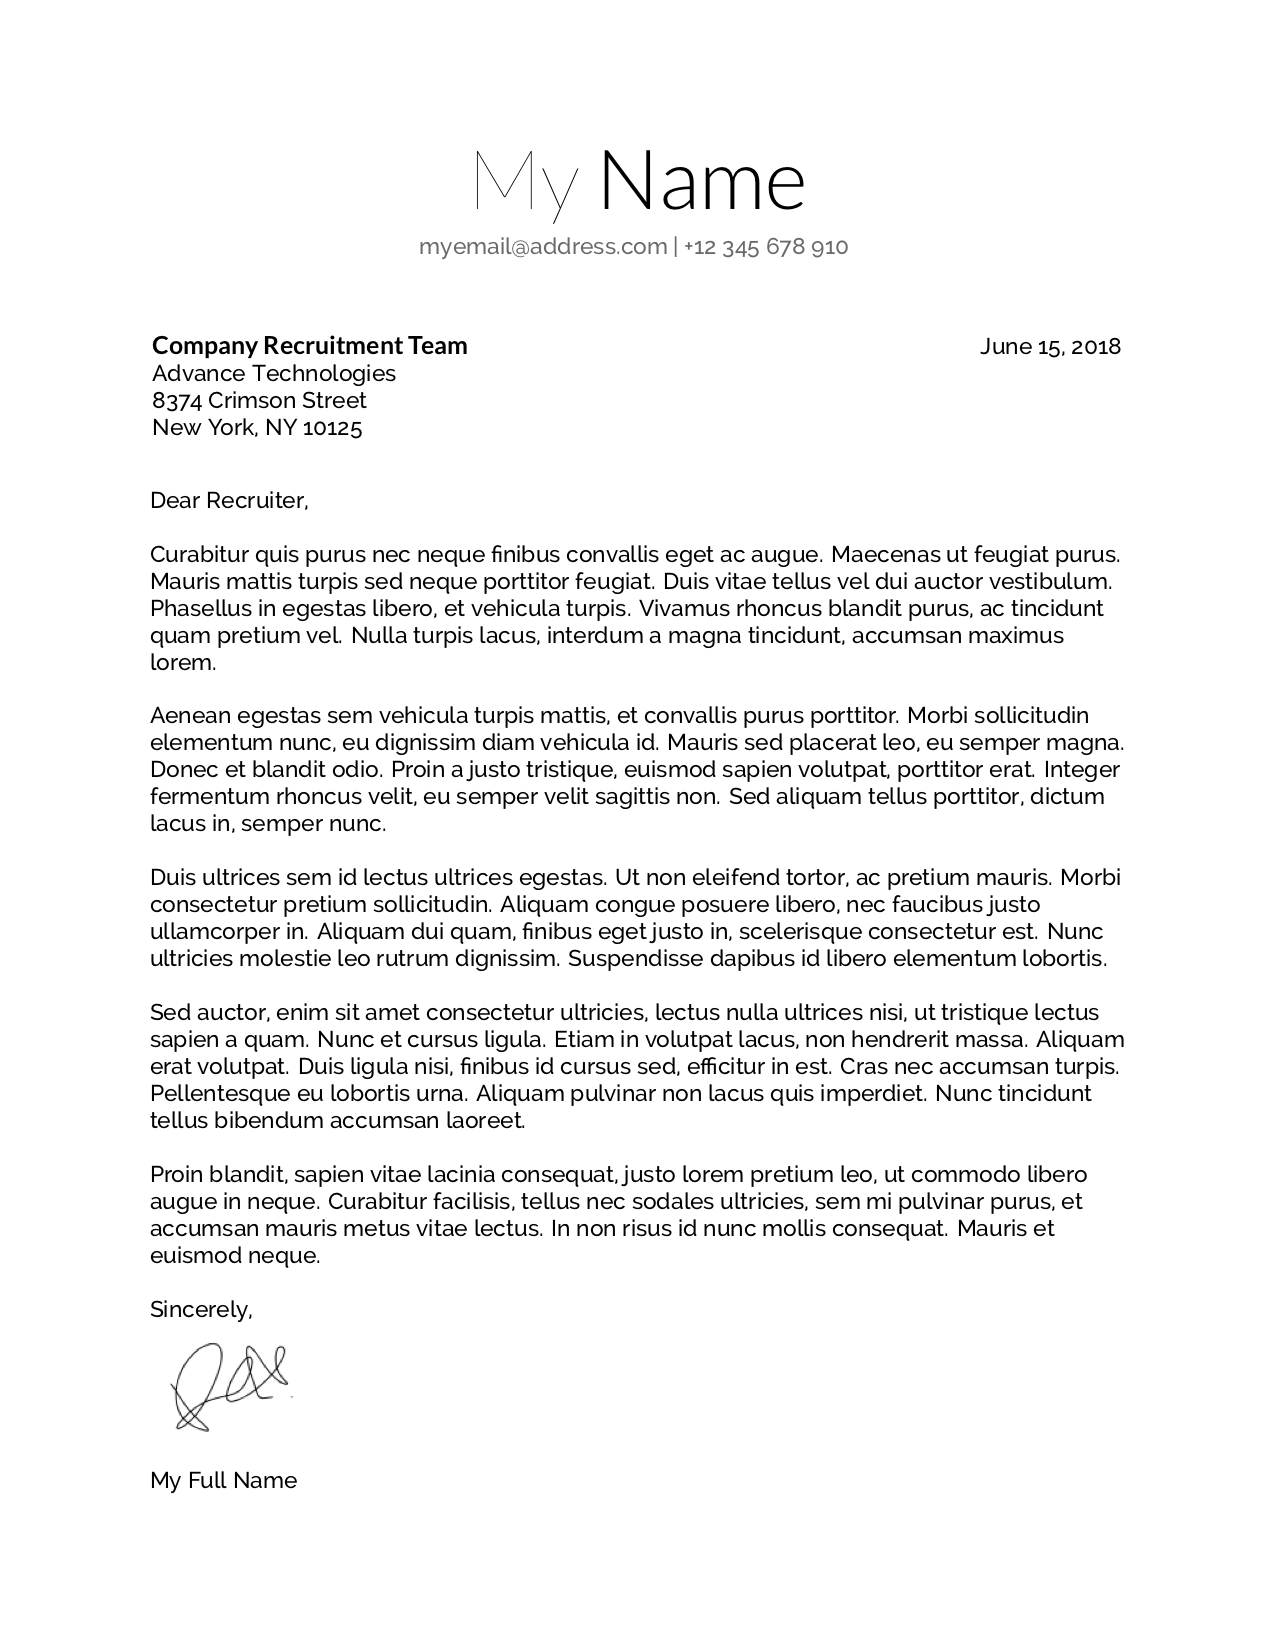 My Name
myemail@address.com | +12 345 678 910
Company Recruitment Team
June 15, 2018
Advance Technologies
8374 Crimson Street
New York, NY 10125
Dear Recruiter,
Curabitur quis purus nec neque finibus convallis eget ac augue. Maecenas ut feugiat purus.
Mauris mattis turpis sed neque porttitor feugiat. Duis vitae tellus vel dui auctor vestibulum.
Phasellus in egestas libero, et vehicula turpis. Vivamus rhoncus blandit purus, ac tincidunt
quam pretium vel. Nulla turpis lacus, interdum a magna tincidunt, accumsan maximus
lorem.
Aenean egestas sem vehicula turpis mattis, et convallis purus porttitor. Morbi sollicitudin
elementum nunc, eu dignissim diam vehicula id. Mauris sed placerat leo, eu semper magna.
Donec et blandit odio. Proin a justo tristique, euismod sapien volutpat, porttitor erat. Integer
fermentum rhoncus velit, eu semper velit sagittis non. Sed aliquam tellus porttitor, dictum
lacus in, semper nunc.
Duis ultrices sem id lectus ultrices egestas. Ut non eleifend tortor, ac pretium mauris. Morbi
consectetur pretium sollicitudin. Aliquam congue posuere libero, nec faucibus justo
ullamcorper in. Aliquam dui quam, finibus eget justo in, scelerisque consectetur est. Nunc
ultricies molestie leo rutrum dignissim. Suspendisse dapibus id libero elementum lobortis.
Sed auctor, enim sit amet consectetur ultricies, lectus nulla ultrices nisi, ut tristique lectus
sapien a quam. Nunc et cursus ligula. Etiam in volutpat lacus, non hendrerit massa. Aliquam
erat volutpat. Duis ligula nisi, finibus id cursus sed, efficitur in est. Cras nec accumsan turpis.
Pellentesque eu lobortis urna. Aliquam pulvinar non lacus quis imperdiet. Nunc tincidunt
tellus bibendum accumsan laoreet.
Proin blandit, sapien vitae lacinia consequat, justo lorem pretium leo, ut commodo libero
augue in neque. Curabitur facilisis, tellus nec sodales ultricies, sem mi pulvinar purus, et
accumsan mauris metus vitae lectus. In non risus id nunc mollis consequat. Mauris et
euismod neque.
Sincerely,
My Full Name